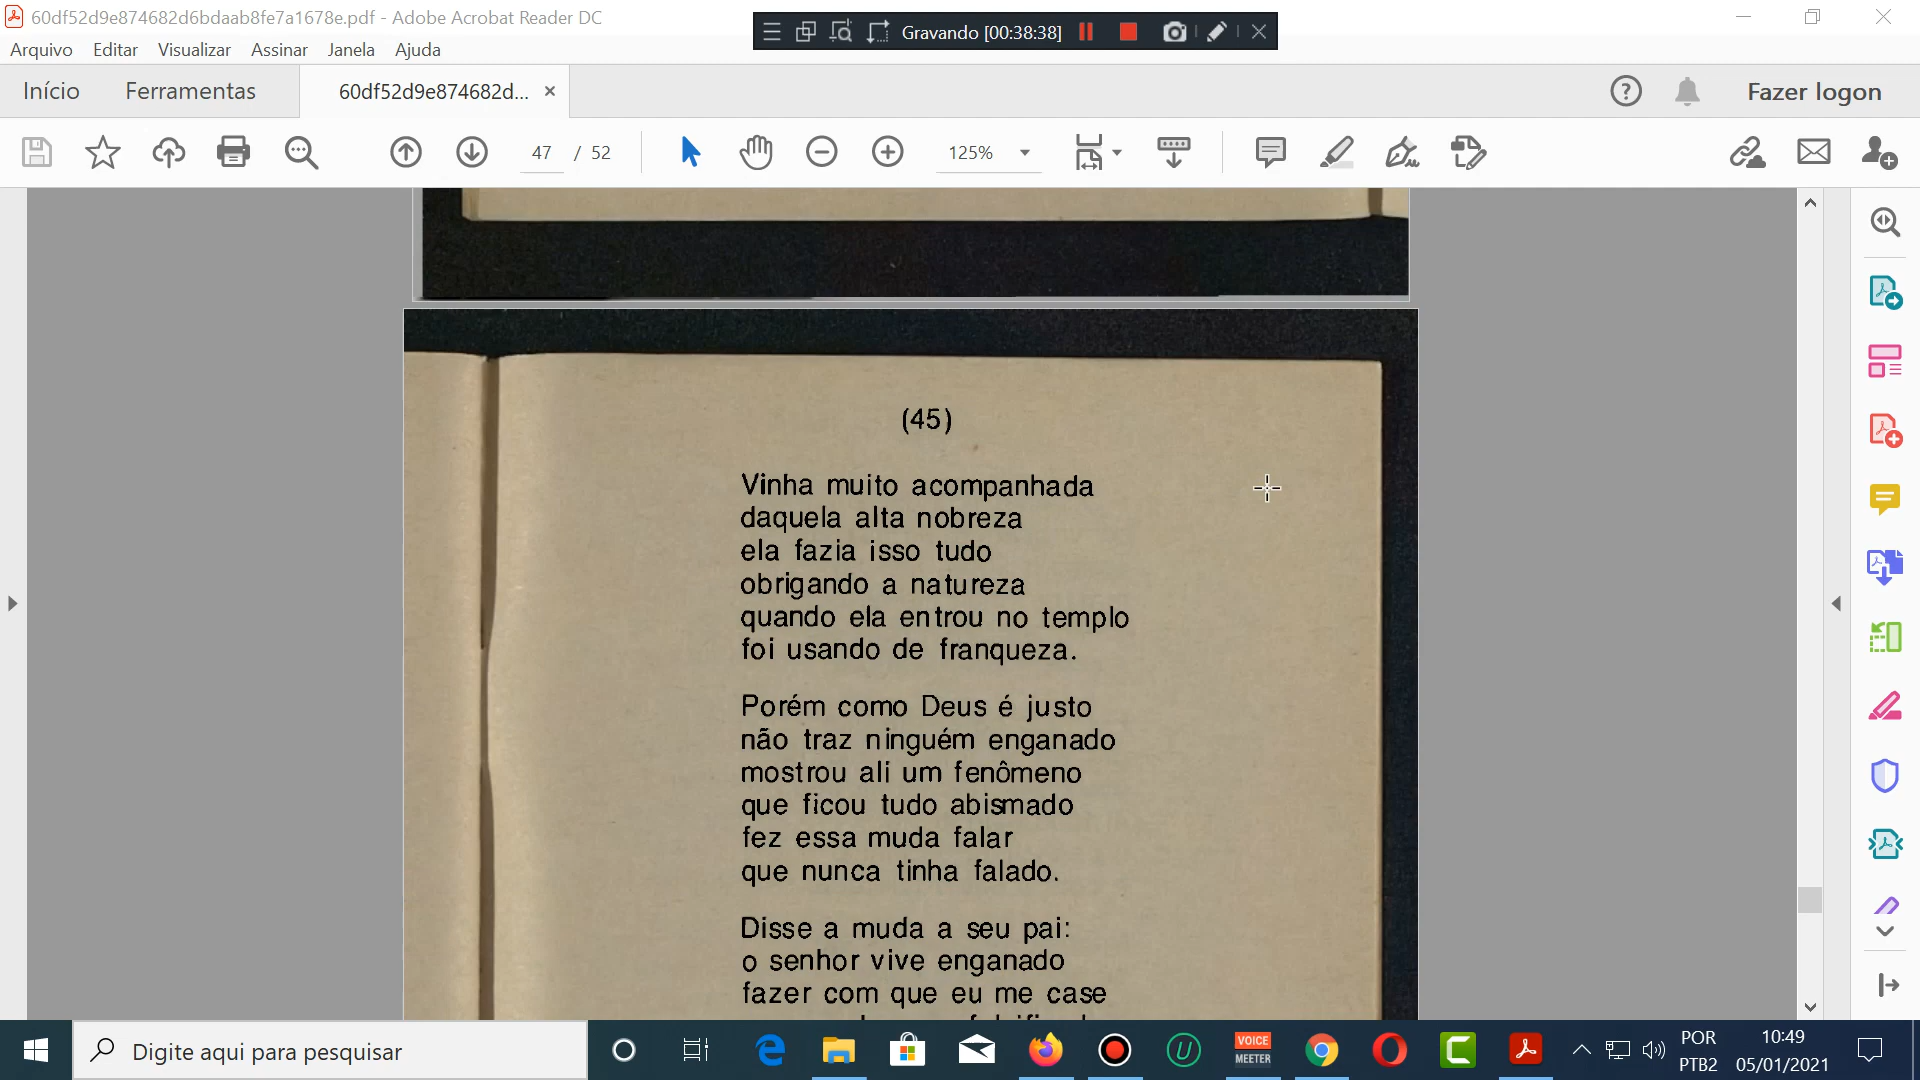 60df52d9e874682d6bdaab8fe7a1678e.pdf - Adobe Acrobat Reader DC
Gravando [00:38:38]
Arquivo Editar Visualizar Assinar Janela Ajuda
Início Ferramentas 60df52d9e874682d... Fazer logon
47 / 52 125%
(45)
Vinha muito acompanhada
daquela alta nobreza
ela fazia isso tudo
obrigando a natureza
quando ela entrou no templo
foi usando de franqueza.
Porém como Deus é justo
não traz ninguém enganado
mostrou ali um fenômeno
que ficou tudo abismado
fez essa muda falar
que nunca tinha falado.
Disse a muda a seu pai:
o senhor vive enganado
fazer com que eu me case
Digite aqui para pesquisar
VOICE
MEETER
POR
PTB2
10:49
05/01/2021